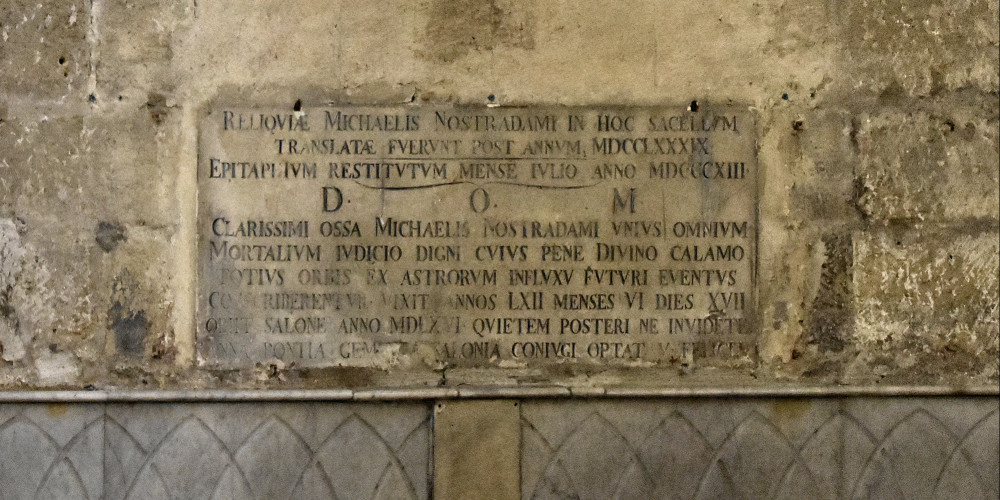 RELIQVIÆ MICHAELIS NOSTRADAMI IN HOC SACELLVM
TRANSLATÆ FVERVNT POST ANNVM MDCCLXXXIX
EPITAPHVM RESTITVTVM MENSE IVLIO ANNO MDCCCXIII
D. O. M
CLARISSIMI OSSA MICHAELIS NOSTRADAMI VNIVS OMNIVM
MORTALIVM IVDICIO DIGNI CVIVS PENE DIVINO CALAMO
TOTIVS ORBIS EX ASTRORVM INFLVXV FVTVRI EVENTVS
VIXIT ANNOS LXII MENSES VI DIES XVII
OBIIT SALONE ANNO MDLXVI QVIETEM POSTERI NE INVIDETE
PONTIA SALONIA CONIVGI OPTAT V FELICIT